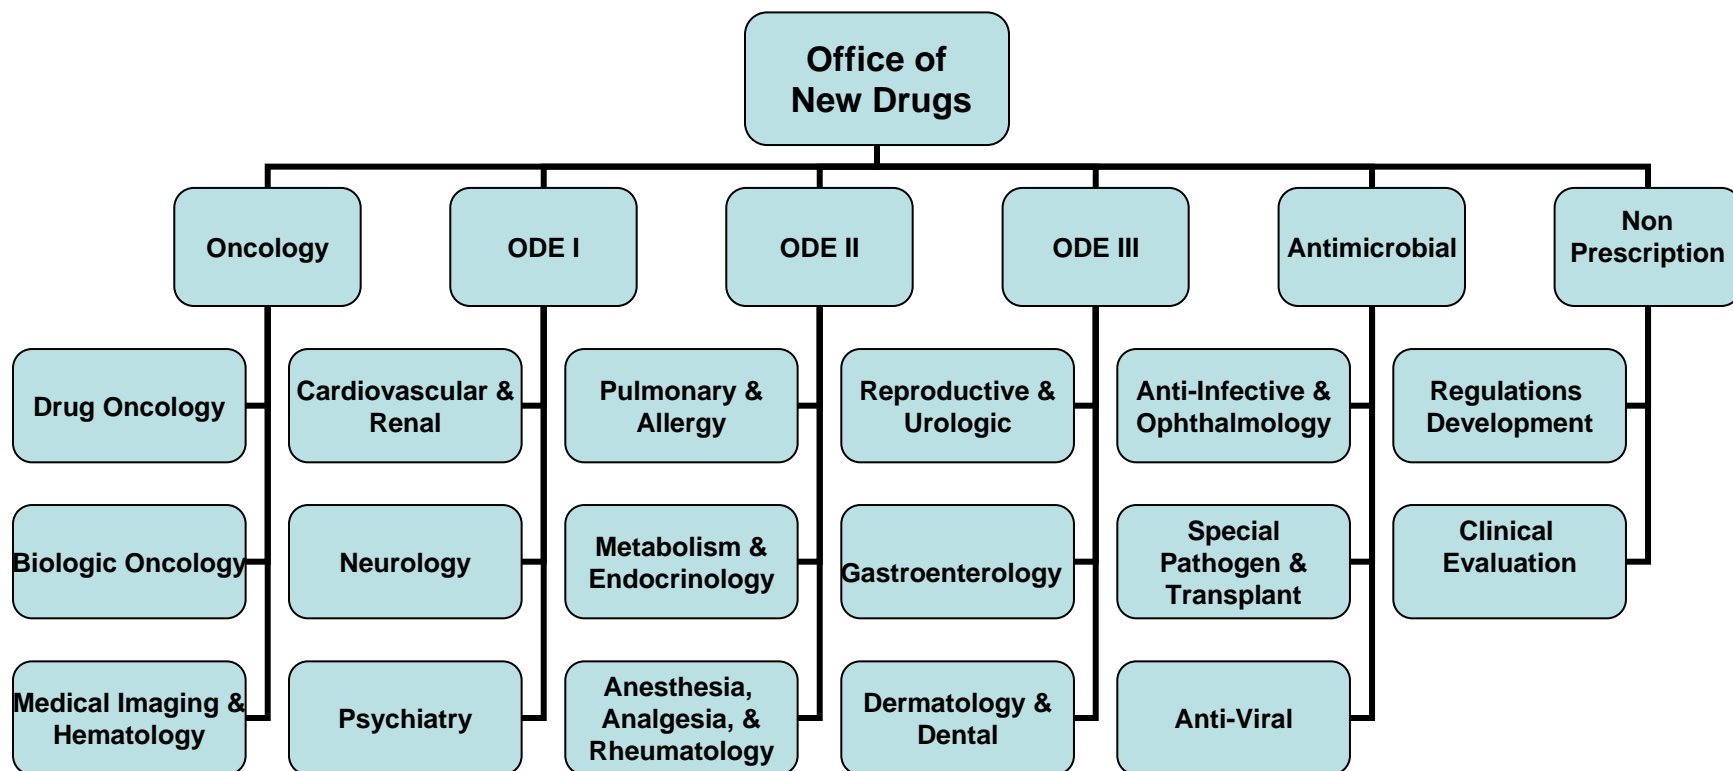 Office of
New Drugs
Oncology
ODE I
ODE II
ODE III
Antimicrobial
Non
Prescription
Drug Oncology
Cardiovascular &
Renal
Pulmonary &
Allergy
Reproductive &
Urologic
Anti-Infective &
Ophthalmology
Regulations
Development
Biologic Oncology
Neurology
Metabolism &
Endocrinology
Gastroenterology
Special
Pathogen &
Transplant
Clinical
Evaluation
Medical Imaging &
Hematology
Psychiatry
Anesthesia,
Analgesia, &
Rheumatology
Dermatology &
Dental
Anti-Viral